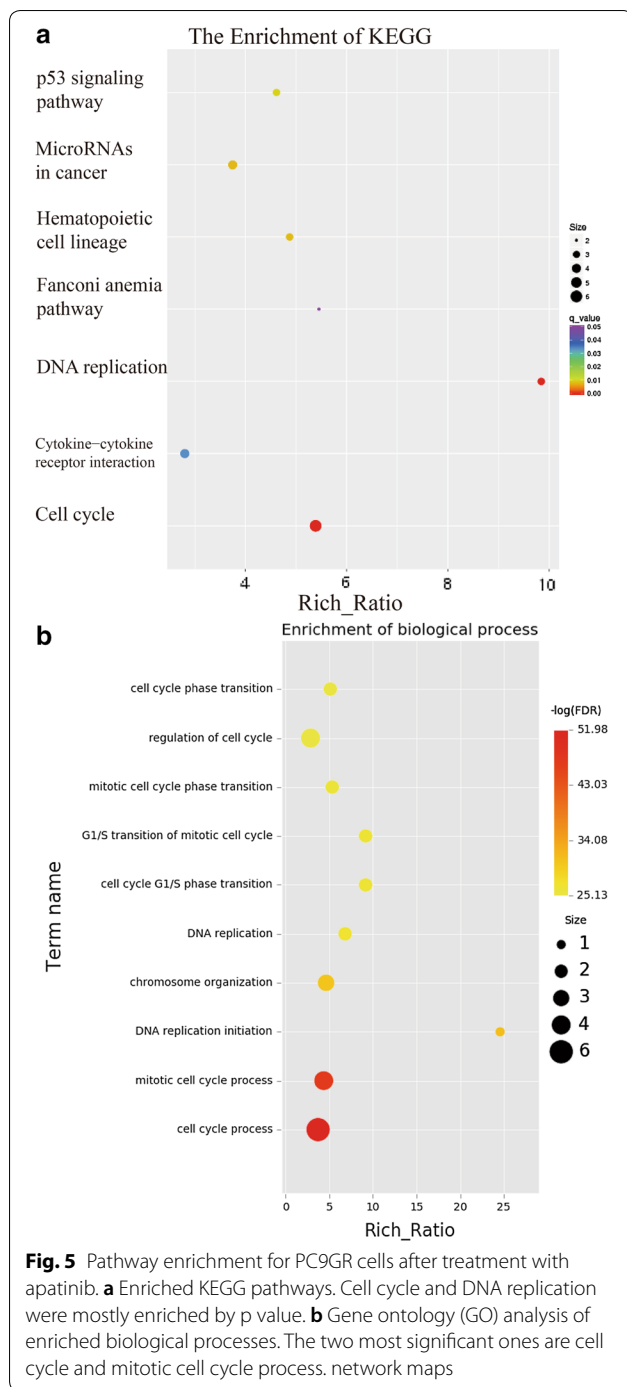 a
The Enrichment of KEGG
p53 signaling
pathway
MicroRNAs
in cancer
Hematopoietic
cell lineage
Fanconi anemia
pathway
DNA replication
Cytokine−cytokine
receptor interaction
Cell cycle
4 6 8 10
Rich_Ratio
Size
2
3
4
5
6
q_value
0.05
0.04
0.03
0.02
0.01
0.00
b
Enrichment of biological process
Term name
cell cycle phase transition
regulation of cell cycle
mitotic cell cycle phase transition
G1/S transition of mitotic cell cycle
cell cycle G1/S phase transition
DNA replication
chromosome organization
DNA replication initiation
mitotic cell cycle process
cell cycle process
0 5 10 15 20 25
Rich_Ratio
-log(FDR)
51.98
43.03
34.08
25.13
Size
1
2
3
4
6
Fig. 5 Pathway enrichment for PC9GR cells after treatment with
apatinib. a Enriched KEGG pathways. Cell cycle and DNA replication
were mostly enriched by p value. b Gene ontology (GO) analysis of
enriched biological processes. The two most significant ones are cell
cycle and mitotic cell cycle process. network maps